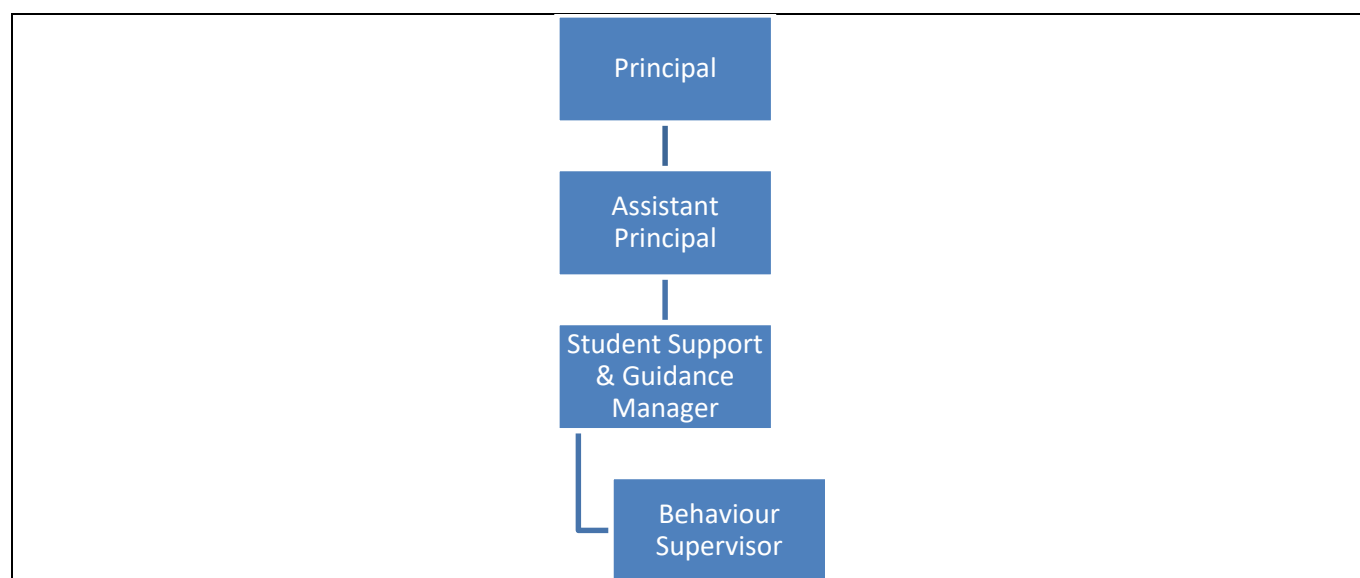 Principal
Assistant
Principal
Student Support
& Guidance
Manager
Behaviour
Supervisor